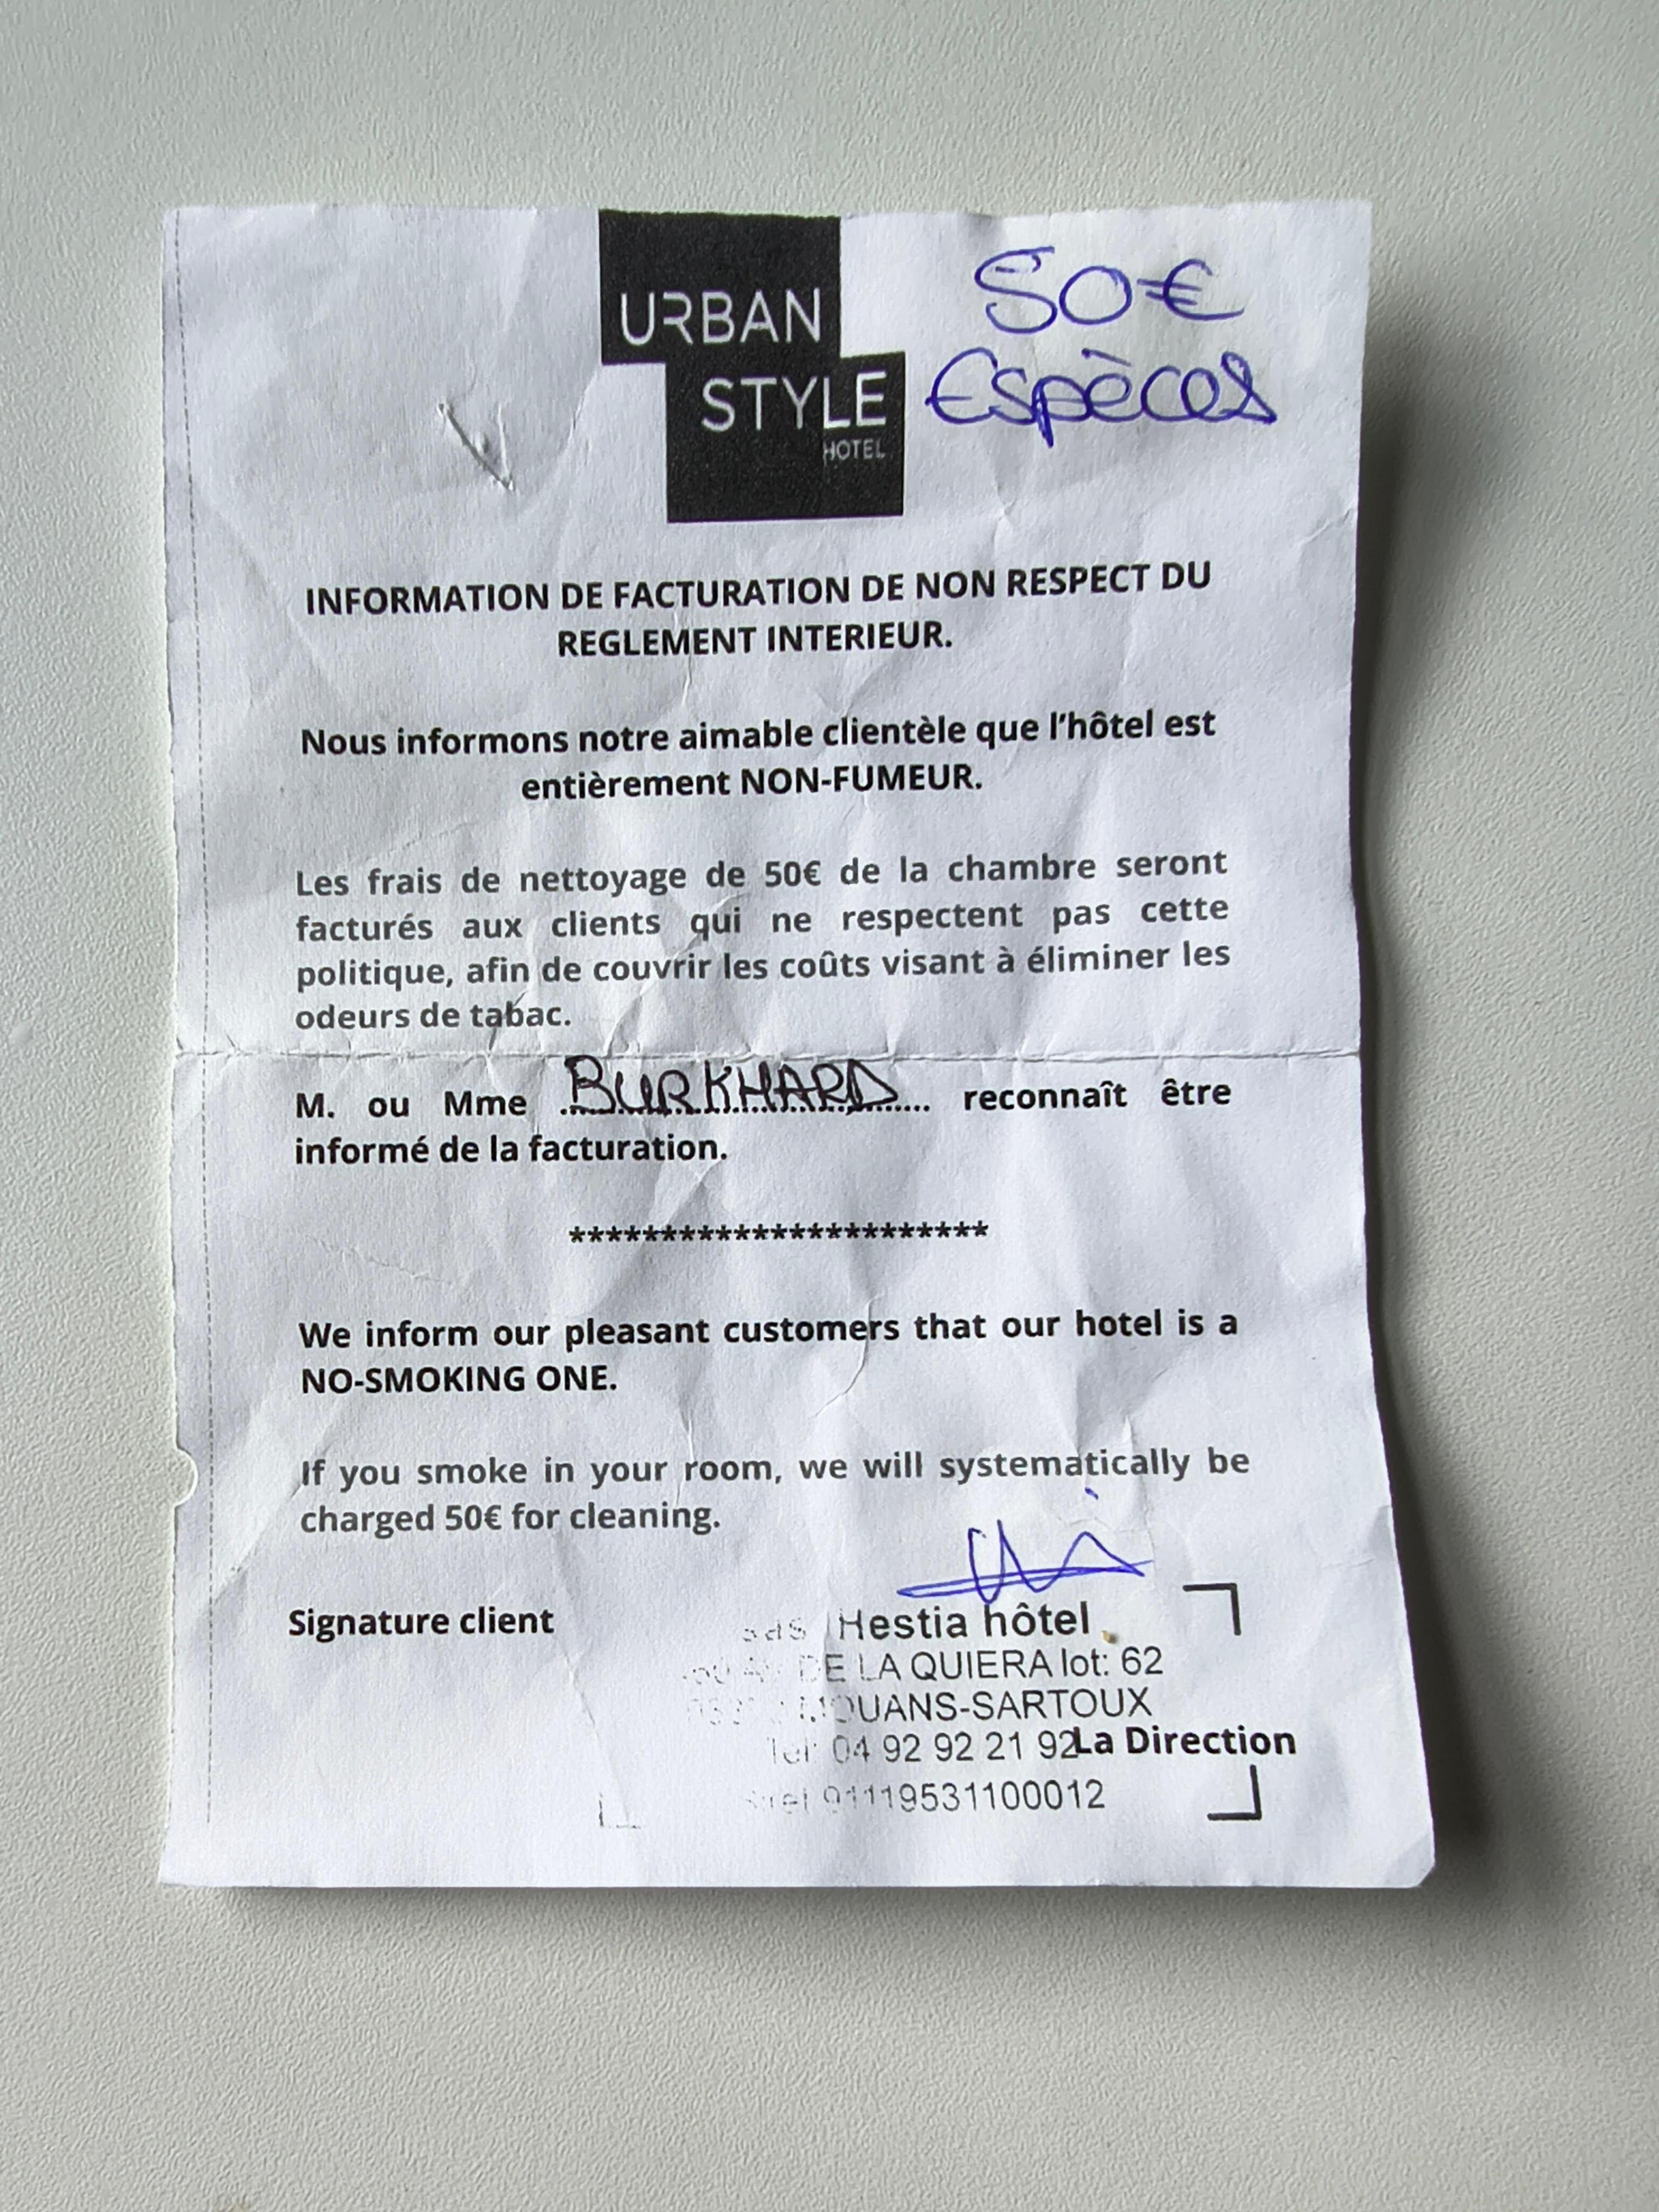 URBAN
STYLE
HOTEL
50€
Espèces
INFORMATION DE FACTURATION DE NON RESPECT DU
REGLEMENT INTERIEUR.
Nous informons notre aimable clientèle que l'hôtel est
entièrement NON-FUMEUR.
Les frais de nettoyage de 50€ de la chambre seront
facturés aux clients qui ne respectent pas cette
politique, afin de couvrir les coûts visant à éliminer les
odeurs de tabac.
M. ou Mme BURKHARD reconnaît être
informé de la facturation.
***********************
We inform our pleasant customers that our hotel is a
NO-SMOKING ONE.
If you smoke in your room, we will systematically be
charged 50€ for cleaning.
Signature client
sas Hestia hôtel
DE LA QUIERA lot: 62
MOUANS-SARTOUX
Tel 04 92 92 21 92
La Direction
Siret 91119531100012